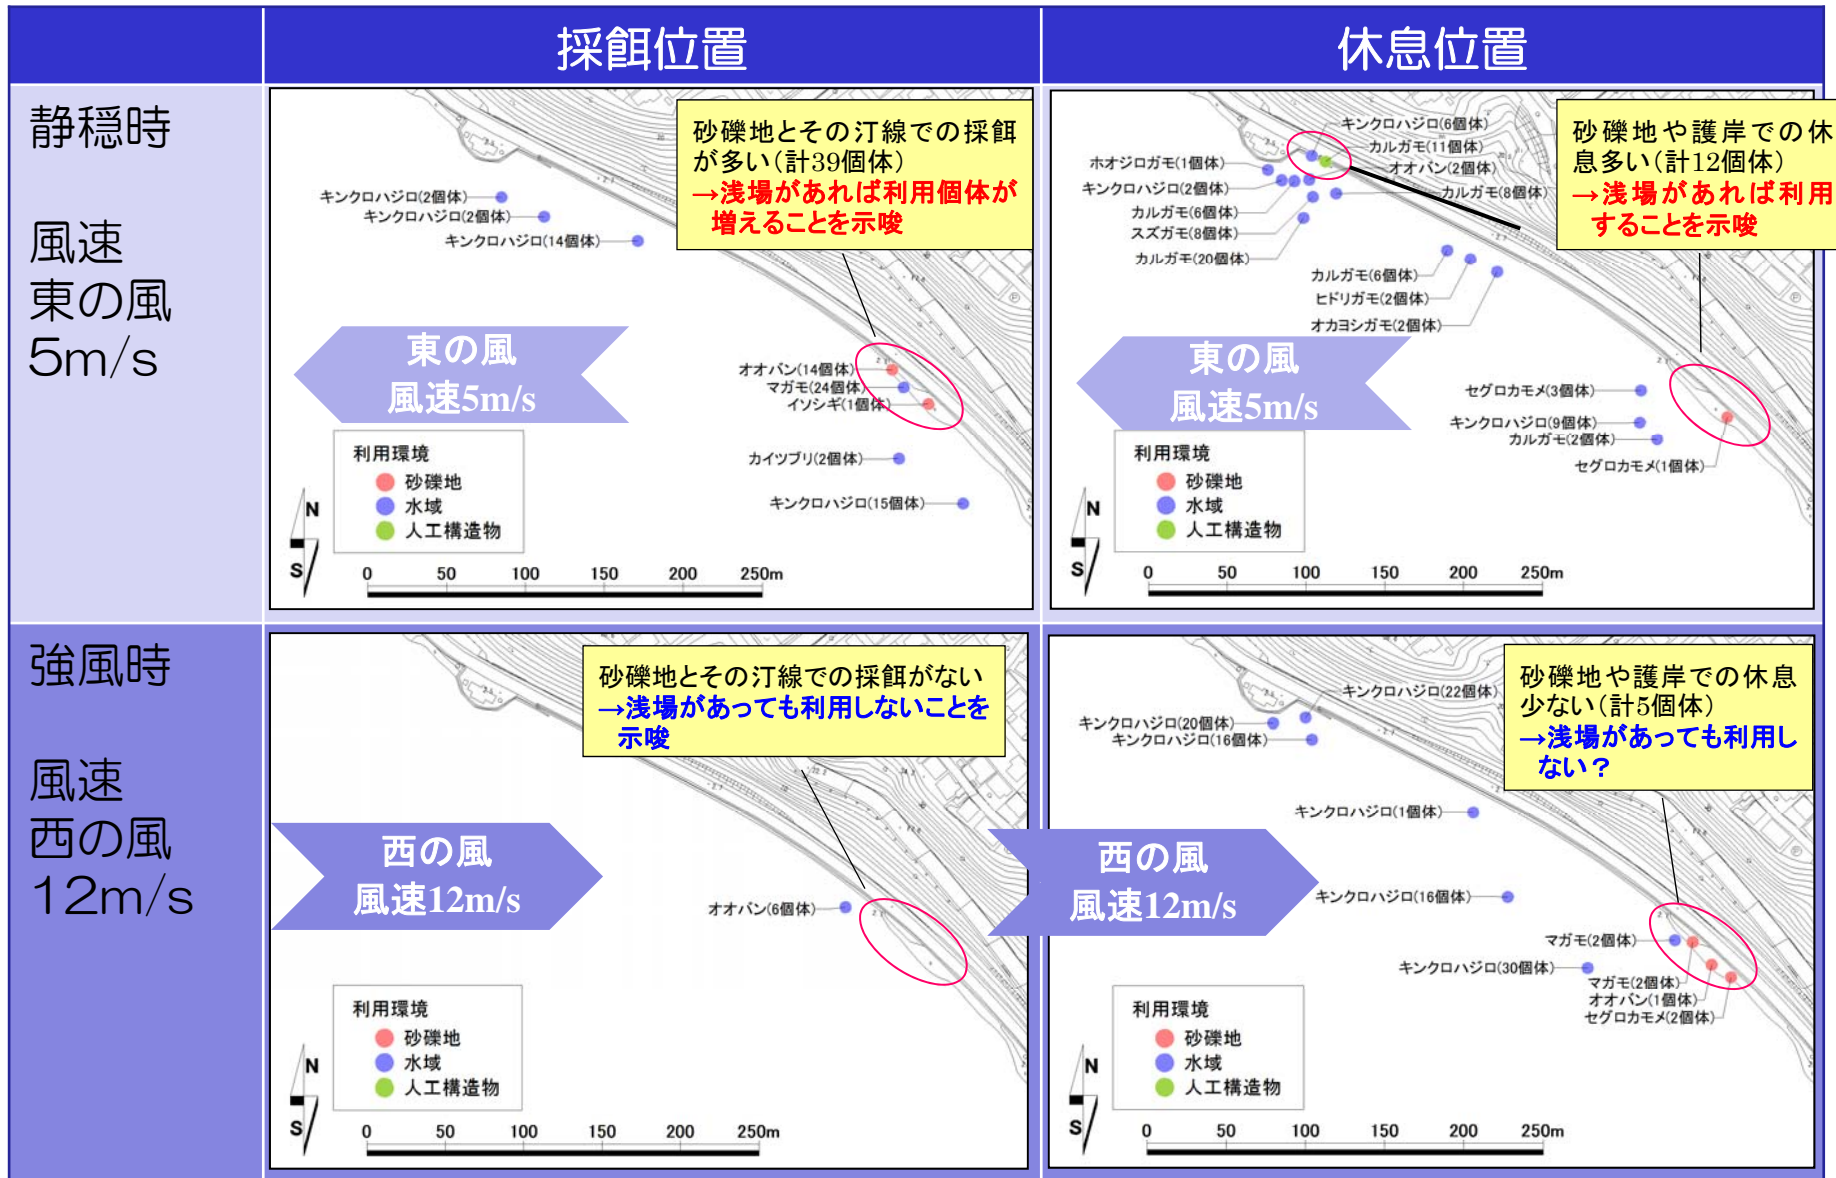 採餌位置
休息位置
静穏時
風速
東の風
5m/s
砂礫地とその汀線での採餌
が多い(計39個体)
→浅場があれば利用個体が
増えることを示唆
キンクロハジロ(2個体)
キンクロハジロ(2個体)
キンクロハジロ(14個体)
東の風
風速5m/s
オオバン(14個体)
マガモ(24個体)
イソシギ(1個体)
カイツブリ(2個体)
キンクロハジロ(15個体)
利用環境
砂礫地
水域
人工構造物
N
S
0 50 100 150 200 250m
砂礫地や護岸での休
息多い(計12個体)
→浅場があれば利用
することを示唆
キンクロハジロ(6個体)
カルガモ(11個体)
オオバン(2個体)
カルガモ(8個体)
ホオジロガモ(1個体)
キンクロハジロ(2個体)
カルガモ(6個体)
スズガモ(8個体)
カルガモ(20個体)
カルガモ(6個体)
ヒドリガモ(2個体)
オカヨシガモ(2個体)
東の風
風速5m/s
セグロカモメ(3個体)
キンクロハジロ(9個体)
カルガモ(2個体)
セグロカモメ(1個体)
利用環境
砂礫地
水域
人工構造物
N
S
0 50 100 150 200 250m
強風時
風速
西の風
12m/s
砂礫地とその汀線での採餌がない
→浅場があっても利用しないことを
示唆
西の風
風速12m/s
オオバン(6個体)
利用環境
砂礫地
水域
人工構造物
N
S
0 50 100 150 200 250m
砂礫地や護岸での休息
少ない(計5個体)
→浅場があっても利用し
ない？
キンクロハジロ(22個体)
キンクロハジロ(20個体)
キンクロハジロ(16個体)
キンクロハジロ(1個体)
西の風
風速12m/s
キンクロハジロ(16個体)
マガモ(2個体)
キンクロハジロ(30個体)
マガモ(2個体)
オオバン(1個体)
セグロカモメ(2個体)
利用環境
砂礫地
水域
人工構造物
N
S
0 50 100 150 200 250m